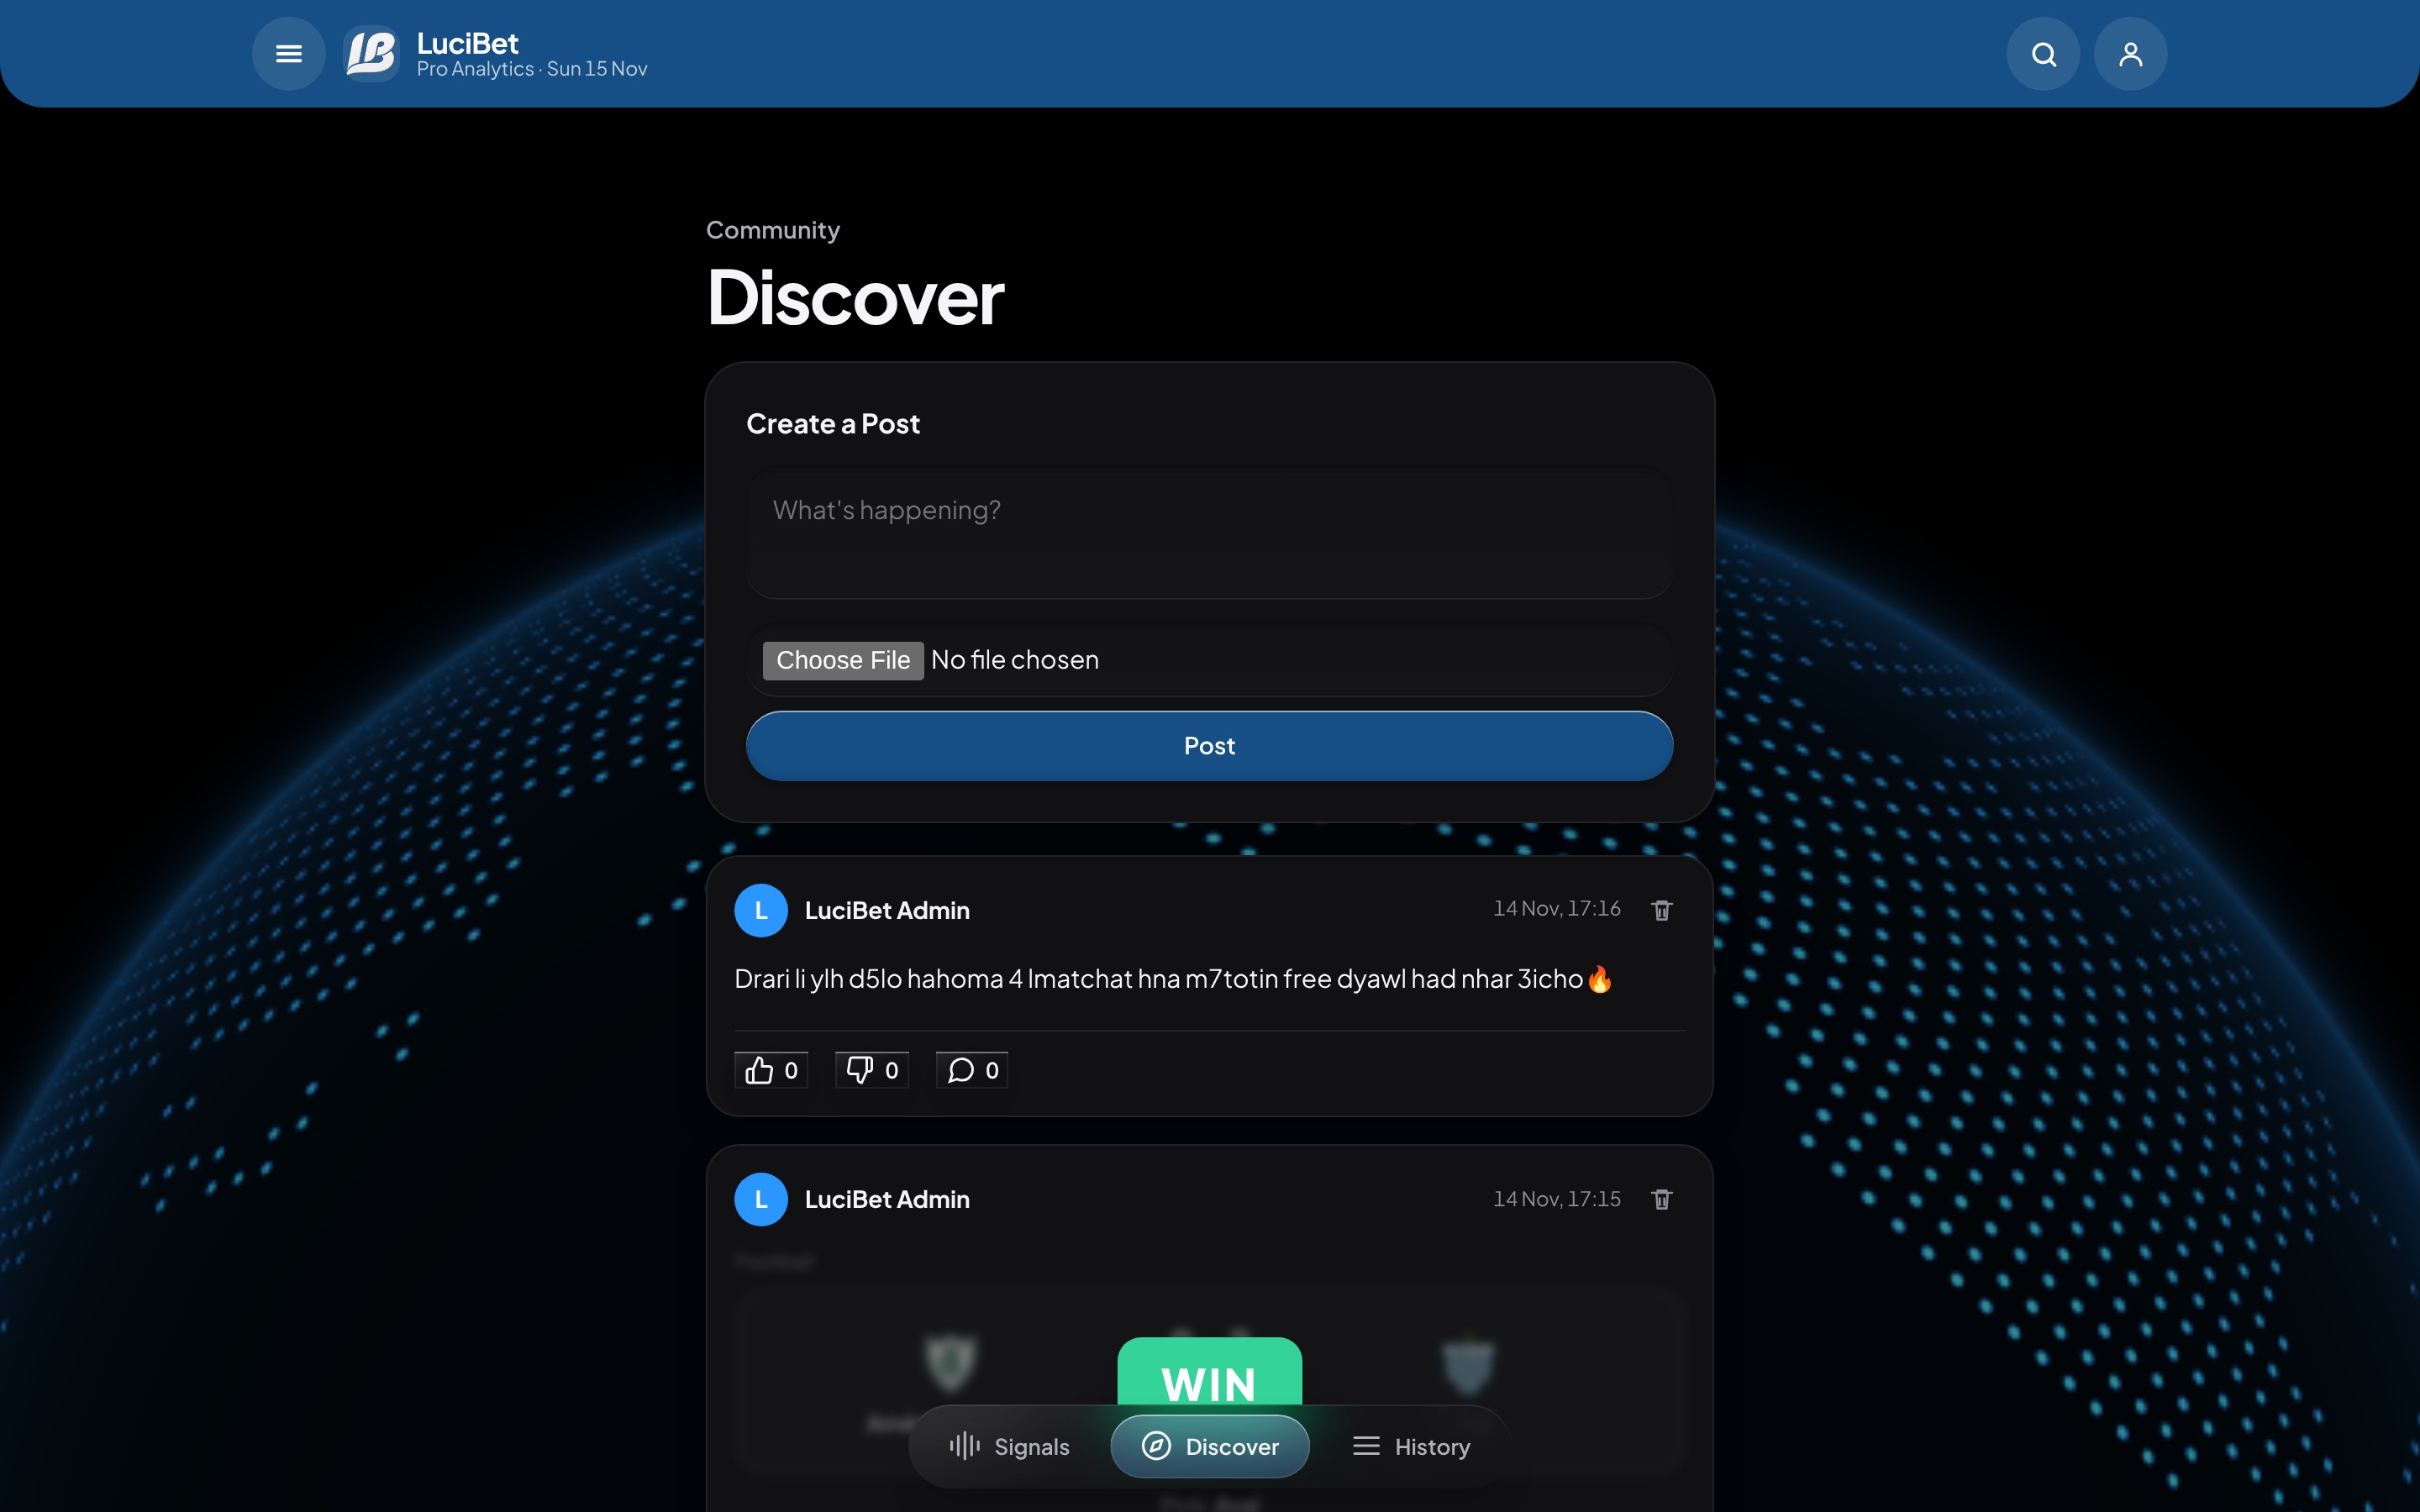 LuciBet
Pro Analytics · Sun 15 Nov
Community
Discover
Create a Post
What's happening?
Choose File No file chosen
Post
L LuciBet Admin 14 Nov, 17:16
Drari li ylh d5lo hahoma 4 lmatchat hna m7totin free dyawl had nhar 3icho🔥
0 0 0
L LuciBet Admin 14 Nov, 17:15
Football
WIN
Signals Discover History